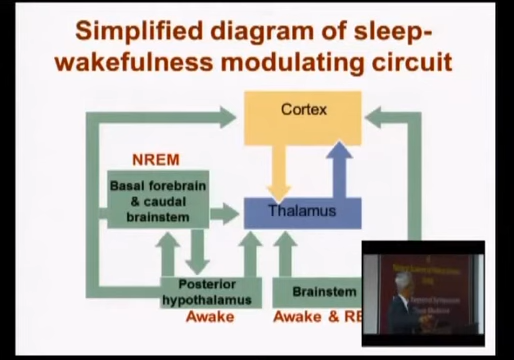 Simplified diagram of sleep-
wakefulness modulating circuit
Cortex
NREM
Basal forebrain
& caudal
brainstem
Thalamus
Posterior
hypothalamus
Brainstem
Awake
Awake & RE